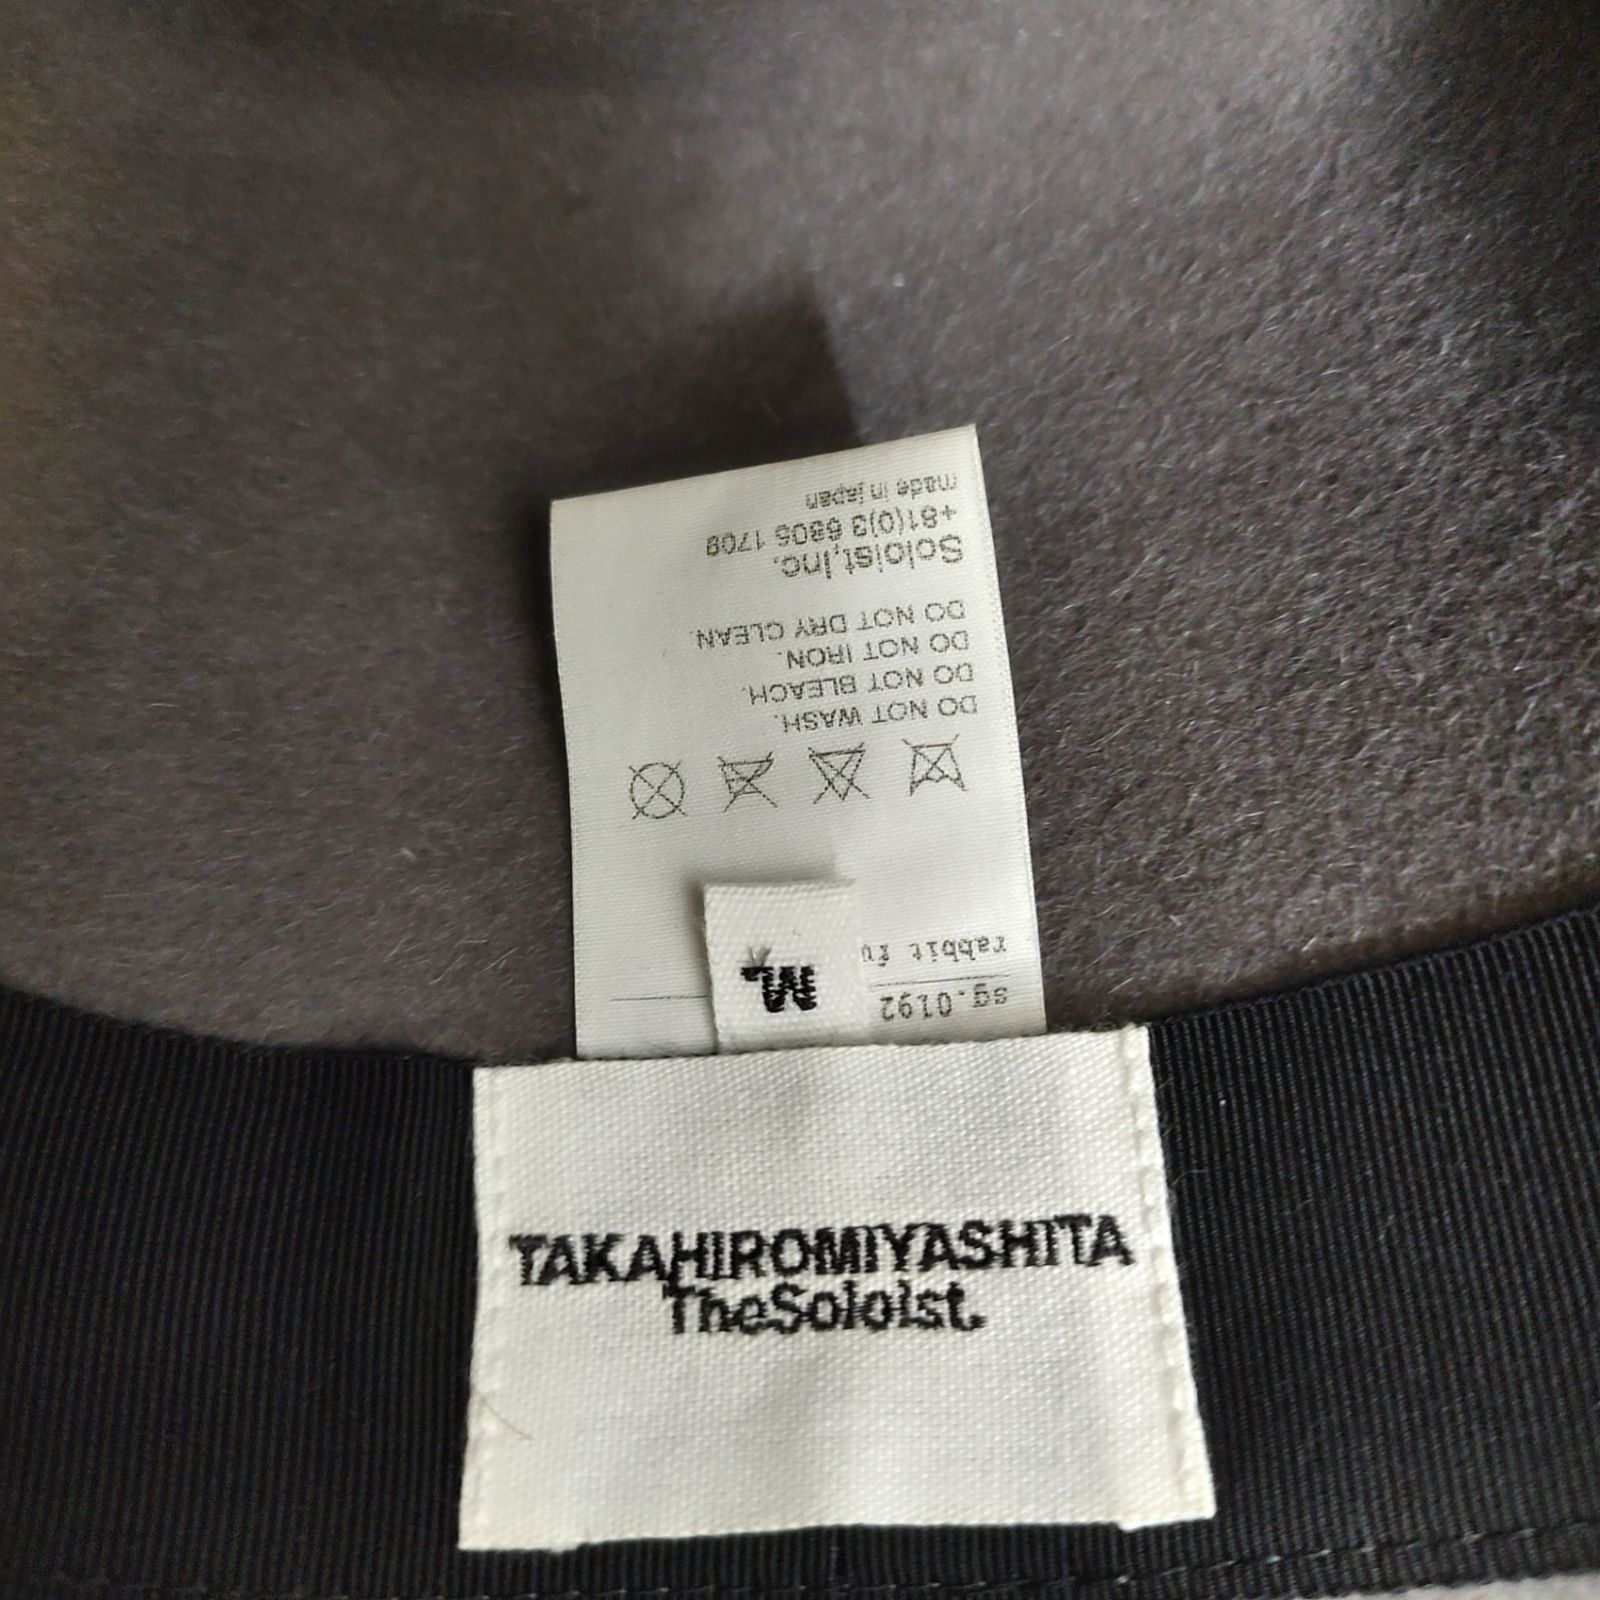 TAKAHIROMIYASHITA
TheSoloIst.
M.
sg.0192
rabbit fu
DO NOT WASH.
DO NOT BLEACH.
DO NOT IRON.
DO NOT DRY CLEAN.
Soloist,Inc.
+81(0)3 6805 1709
made in japan